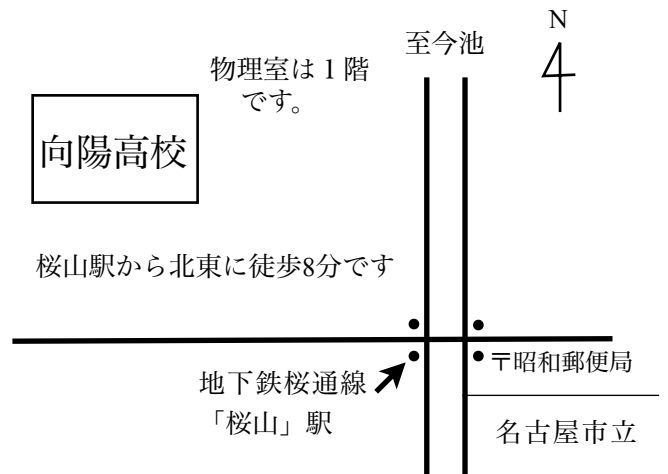 N
至今池
物理室は１階
です。
向陽高校
桜山駅から北東に徒歩8分です
〒昭和郵便局
地下鉄桜通線
「桜山」駅
名古屋市立